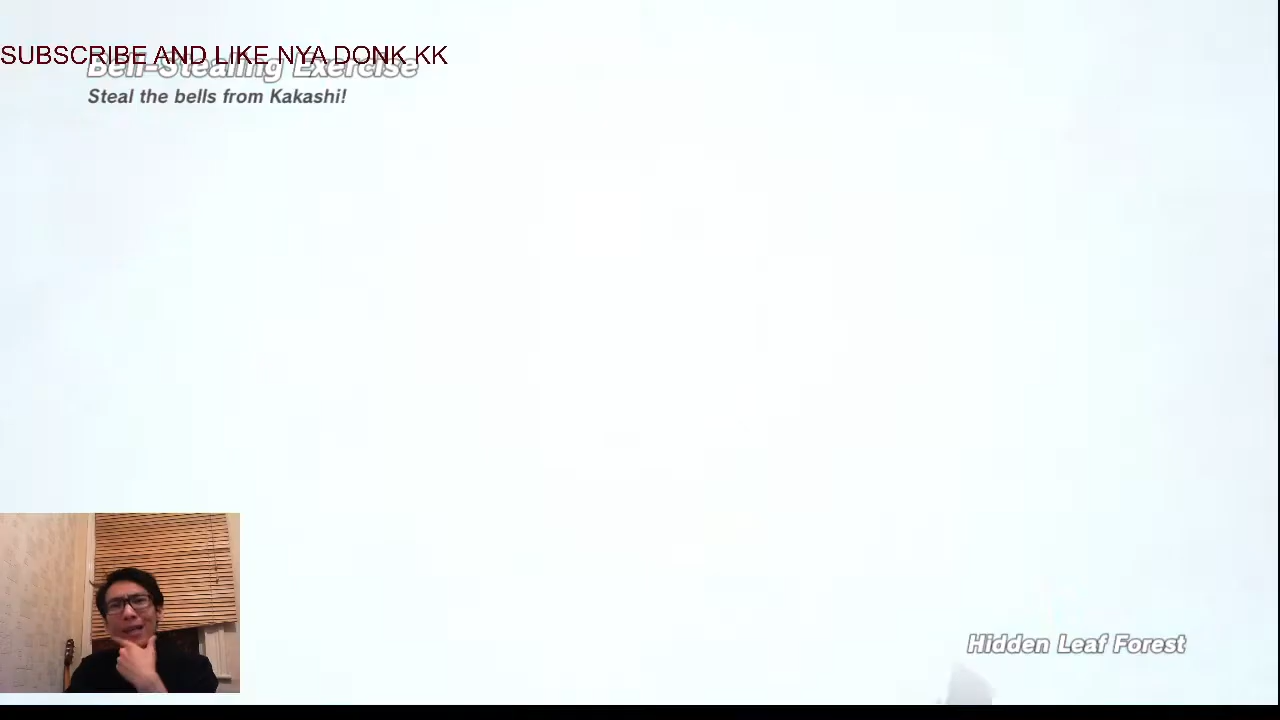 SUBSCRIBE AND LIKE NYA DONK KK
Bell-Stealing Exercise
Steal the bells from Kakashi!
Hidden Leaf Forest